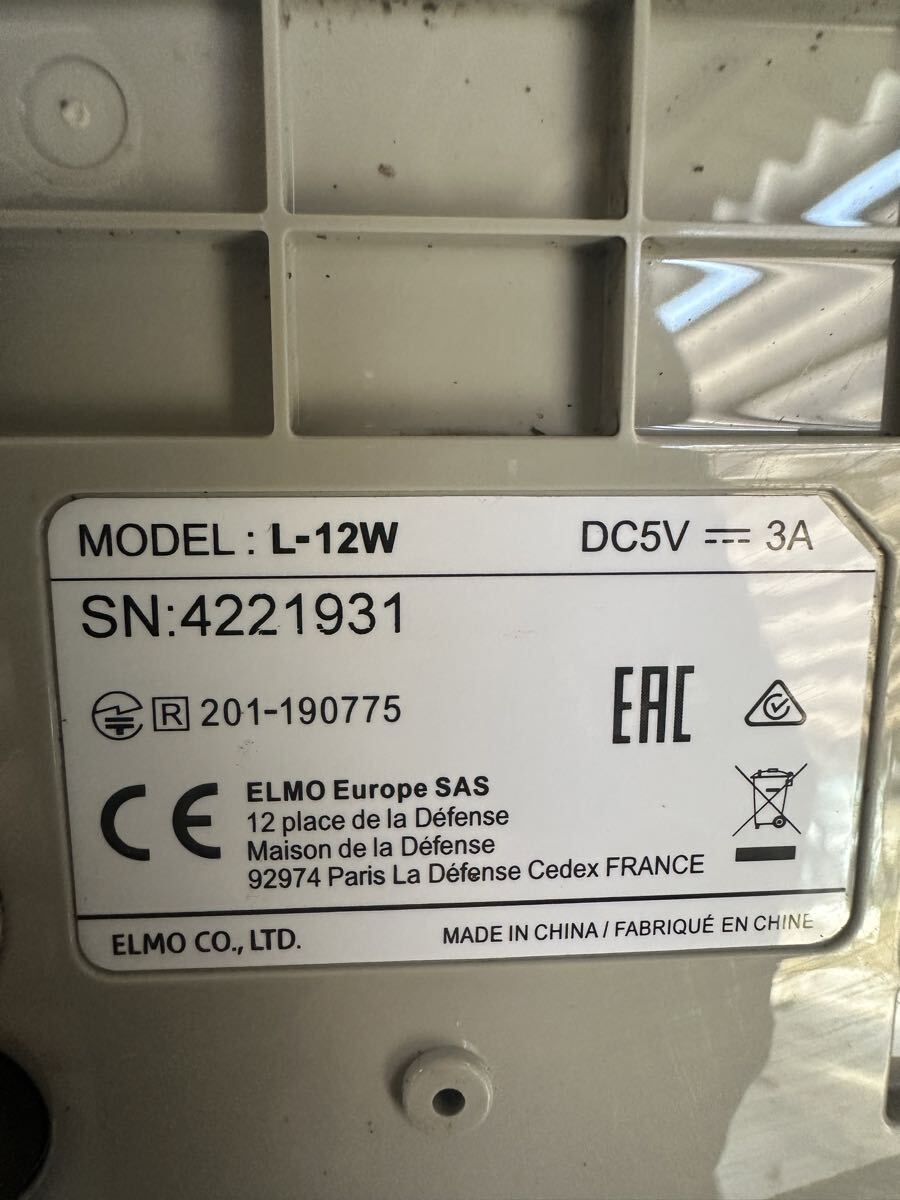 MODEL : L-12W DC5V ⎓ 3A
SN:4221931
R 201-190775 EAC
CE ELMO Europe SAS
12 place de la Défense
Maison de la Défense
92974 Paris La Défense Cedex FRANCE
ELMO CO., LTD. MADE IN CHINA / FABRIQUÉ EN CHINE